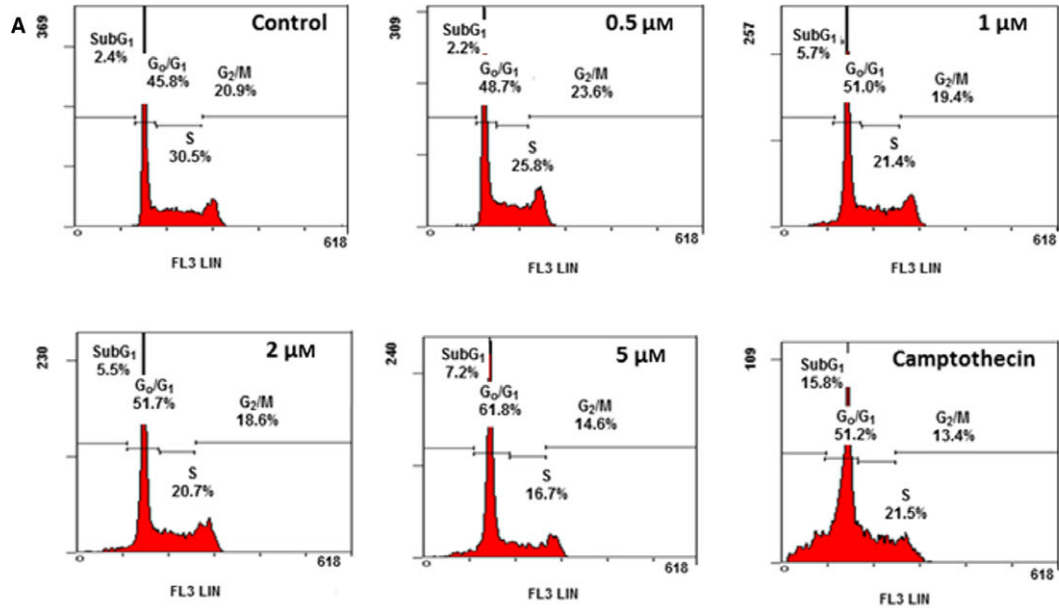 A
Control
369
SubG1
2.4%
G0/G1
45.8%
G2/M
20.9%
S
30.5%
0
618
FL3 LIN
0.5 µM
309
SubG1
2.2%
G0/G1
48.7%
G2/M
23.6%
S
25.8%
0
618
FL3 LIN
1 µM
257
SubG1
5.7%
G0/G1
51.0%
G2/M
19.4%
S
21.4%
0
618
FL3 LIN
2 µM
230
SubG1
5.5%
G0/G1
51.7%
G2/M
18.6%
S
20.7%
0
618
FL3 LIN
5 µM
240
SubG1
7.2%
G0/G1
61.8%
G2/M
14.6%
S
16.7%
0
618
FL3 LIN
Camptothecin
109
SubG1
15.8%
G0/G1
51.2%
G2/M
13.4%
S
21.5%
0
618
FL3 LIN